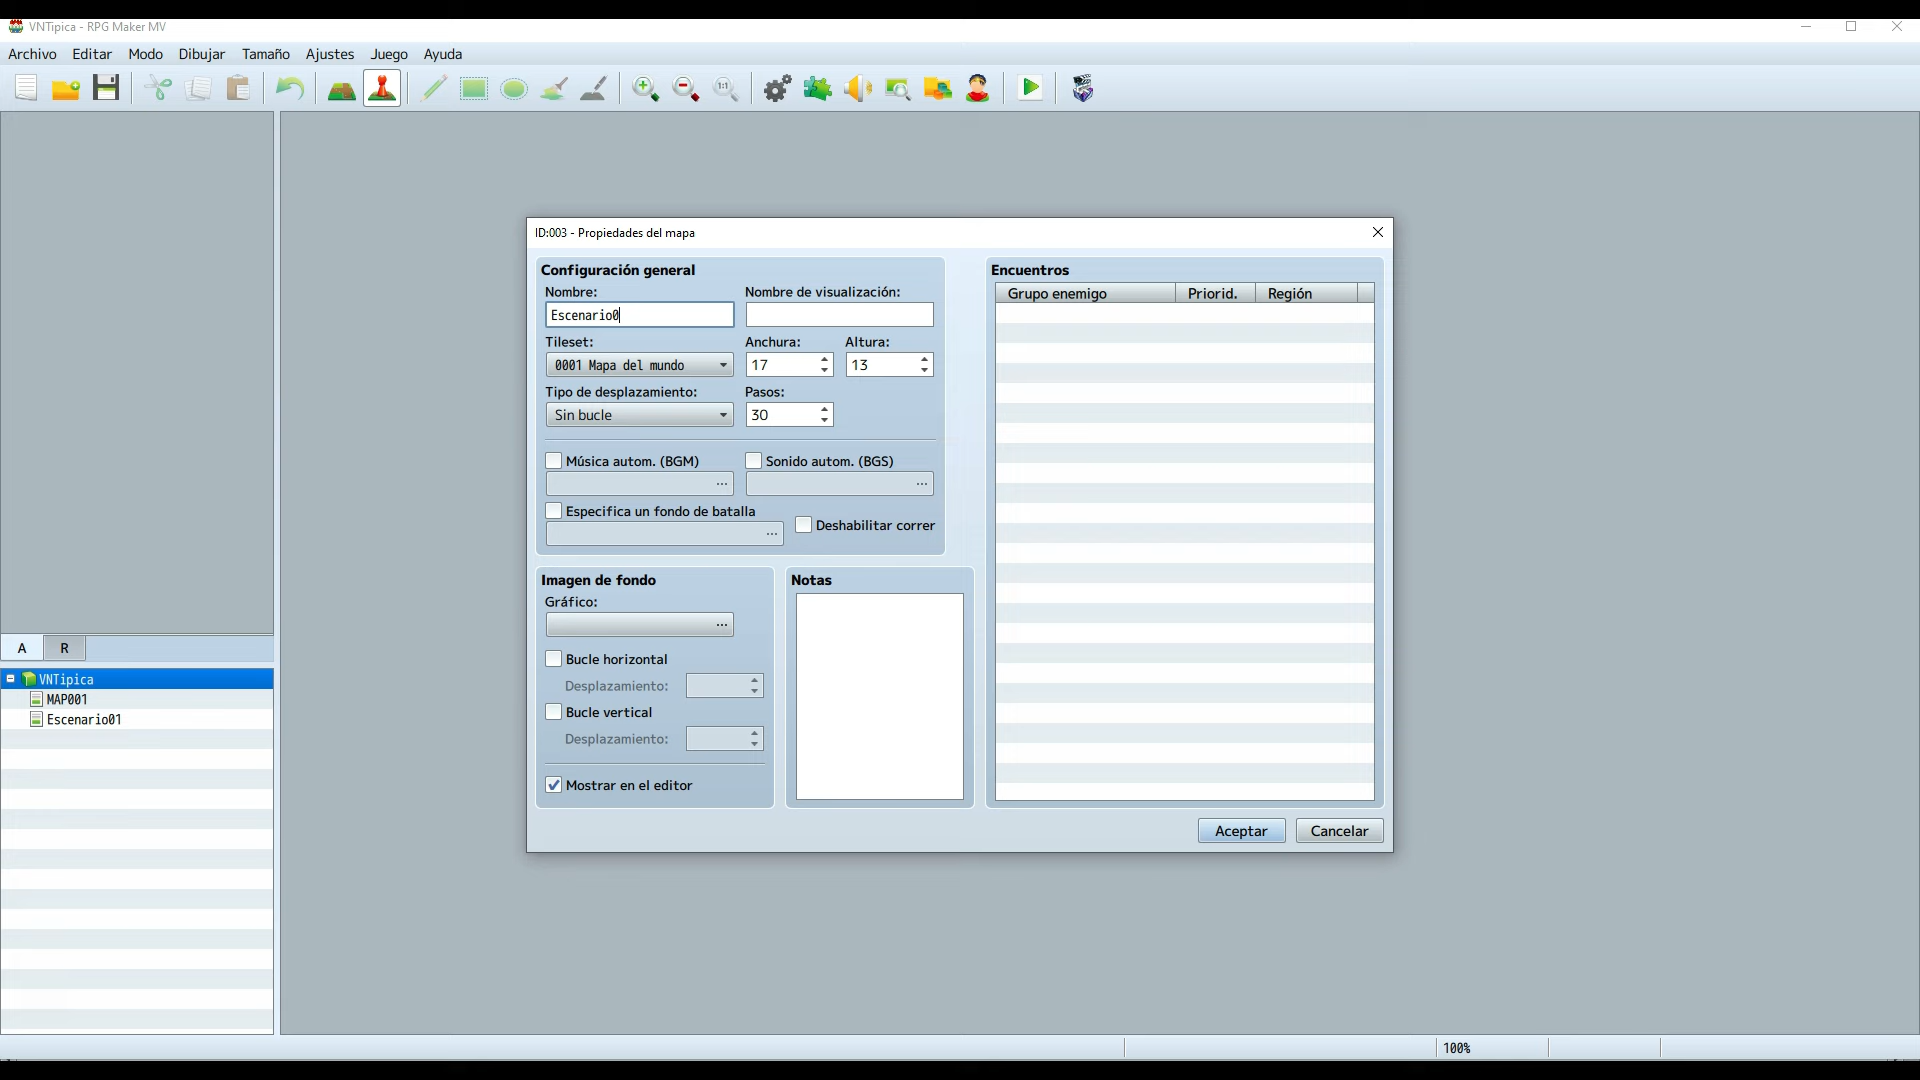 VNTipica - RPG Maker MV
Archivo Editar Modo Dibujar Tamaño Ajustes Juego Ayuda
1:1
ID:003 - Propiedades del mapa
Configuración general
Nombre: Nombre de visualización:
Escenario0
Tileset: Anchura: Altura:
0001 Mapa del mundo 17 13
Tipo de desplazamiento: Pasos:
Sin bucle 30
Música autom. (BGM) Sonido autom. (BGS)
... ...
Especifica un fondo de batalla
Deshabilitar correr
...
Imagen de fondo
Gráfico:
...
Bucle horizontal
Desplazamiento:
Bucle vertical
Desplazamiento:
Mostrar en el editor
Notas
Encuentros
Grupo enemigo Priorid. Región
Aceptar Cancelar
A R
VNTipica
MAP001
Escenario01
100%